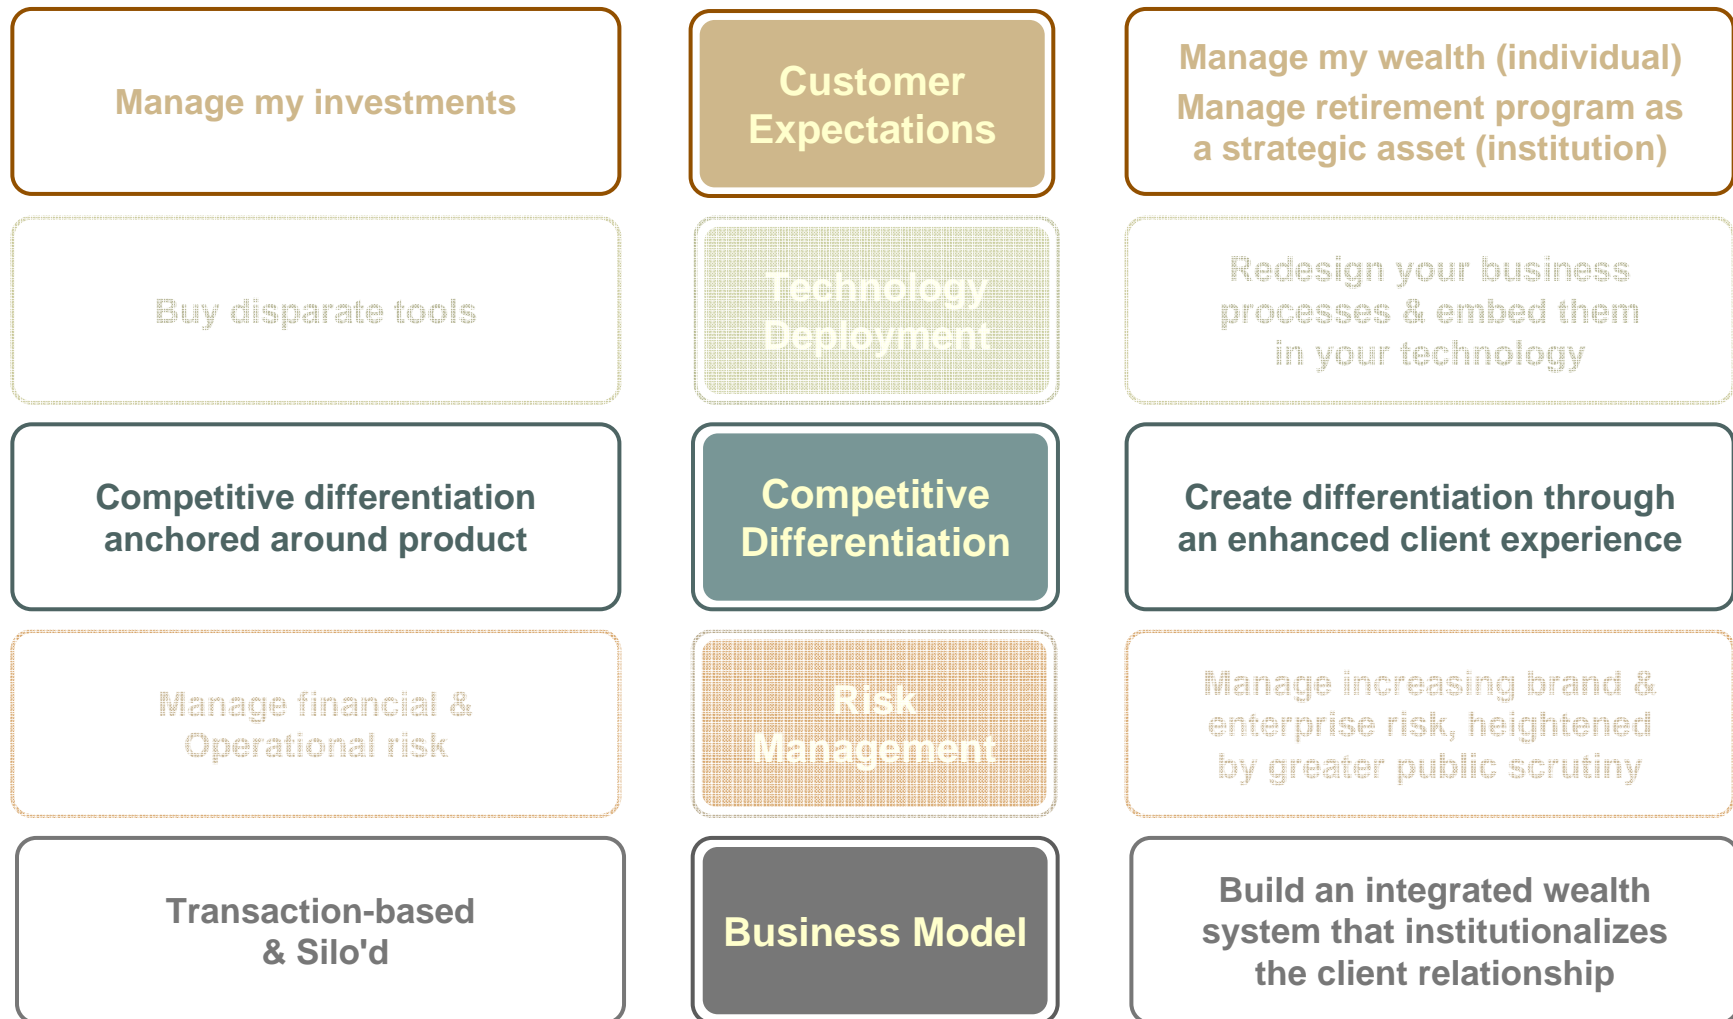 Manage my investments
Customer
Expectations
Manage my wealth (individual)
Manage retirement program as
a strategic asset (institution)
Buy disparate tools
Technology
Deployment
Redesign your business
processes & embed them
in your technology
Competitive differentiation
anchored around product
Competitive
Differentiation
Create differentiation through
an enhanced client experience
Manage financial &
Operational risk
Risk
Management
Manage increasing brand &
enterprise risk, heightened
by greater public scrutiny
Transaction-based
& Silo'd
Business Model
Build an integrated wealth
system that institutionalizes
the client relationship